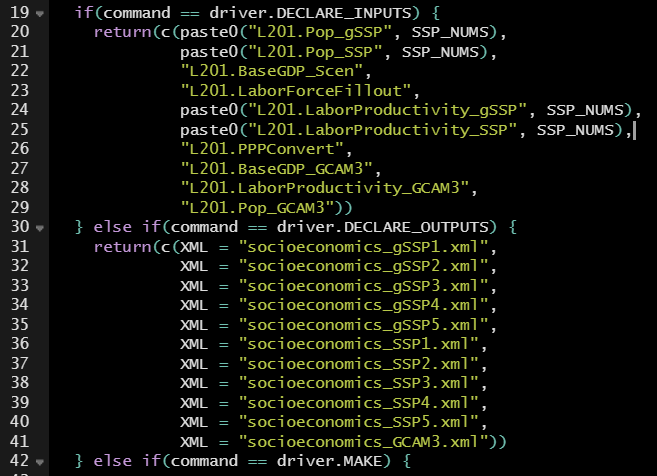 19 if(command == driver.DECLARE_INPUTS) {
20 return(c(paste0("L201.Pop_gSSP", SSP_NUMS),
21 paste0("L201.Pop_SSP", SSP_NUMS),
22 "L201.BaseGDP_Scen",
23 "L201.LaborForceFillout",
24 paste0("L201.LaborProductivity_gSSP", SSP_NUMS),
25 paste0("L201.LaborProductivity_SSP", SSP_NUMS),
26 "L201.PPPConvert",
27 "L201.BaseGDP_GCAM3",
28 "L201.LaborProductivity_GCAM3",
29 "L201.Pop_GCAM3"))
30 } else if(command == driver.DECLARE_OUTPUTS) {
31 return(c(XML = "socioeconomics_gSSP1.xml",
32 XML = "socioeconomics_gSSP2.xml",
33 XML = "socioeconomics_gSSP3.xml",
34 XML = "socioeconomics_gSSP4.xml",
35 XML = "socioeconomics_gSSP5.xml",
36 XML = "socioeconomics_SSP1.xml",
37 XML = "socioeconomics_SSP2.xml",
38 XML = "socioeconomics_SSP3.xml",
39 XML = "socioeconomics_SSP4.xml",
40 XML = "socioeconomics_SSP5.xml",
41 XML = "socioeconomics_GCAM3.xml"))
42 } else if(command == driver.MAKE) {